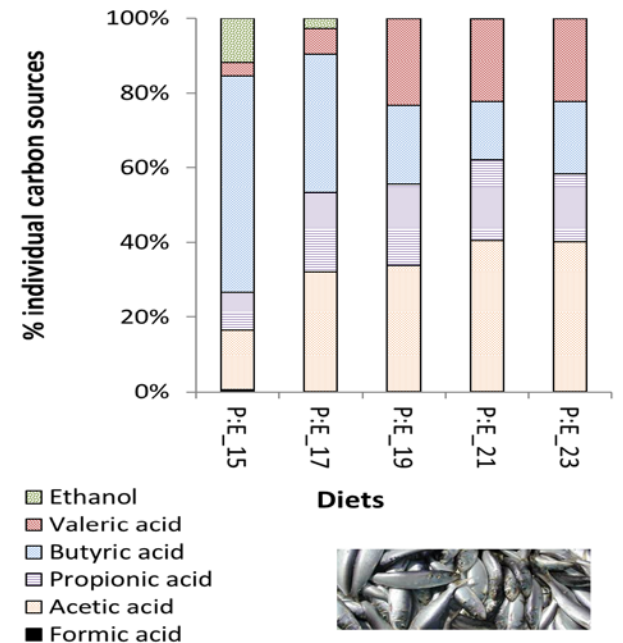 % individual carbon sources
100%
80%
60%
40%
20%
0%
P:E_15
P:E_17
P:E_19
P:E_21
P:E_23
Diets
Ethanol
Valeric acid
Butyric acid
Propionic acid
Acetic acid
Formic acid